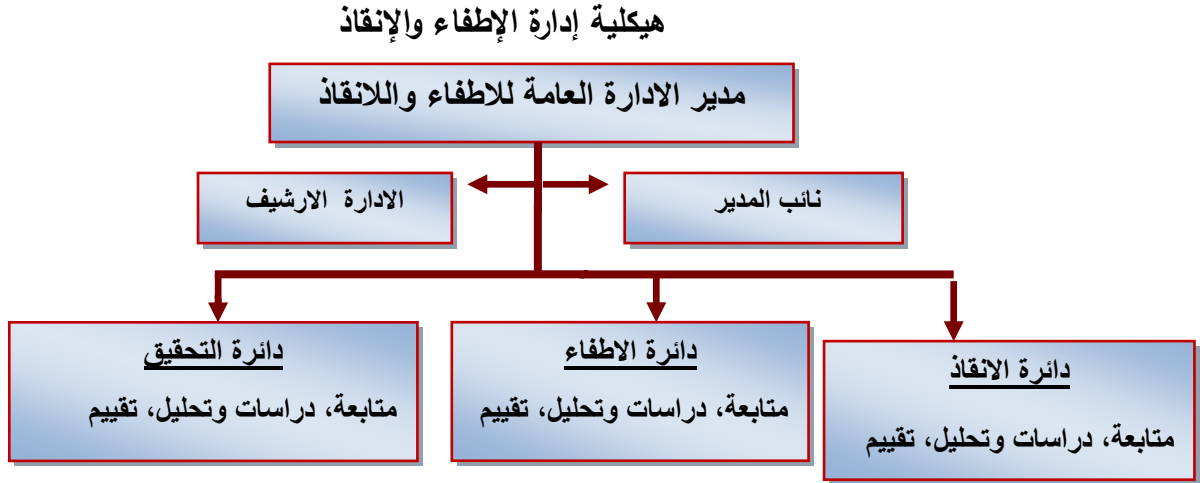 هيكلية إدارة الإطفاء والإنقاذ
مدير الادارة العامة للاطفاء واللانقاذ
نائب المدير
الادارة الارشيف
دائرة الانقاذ
متابعة، دراسات وتحليل، تقييم
دائرة الاطفاء
متابعة، دراسات وتحليل، تقييم
دائرة التحقيق
متابعة، دراسات وتحليل، تقييم